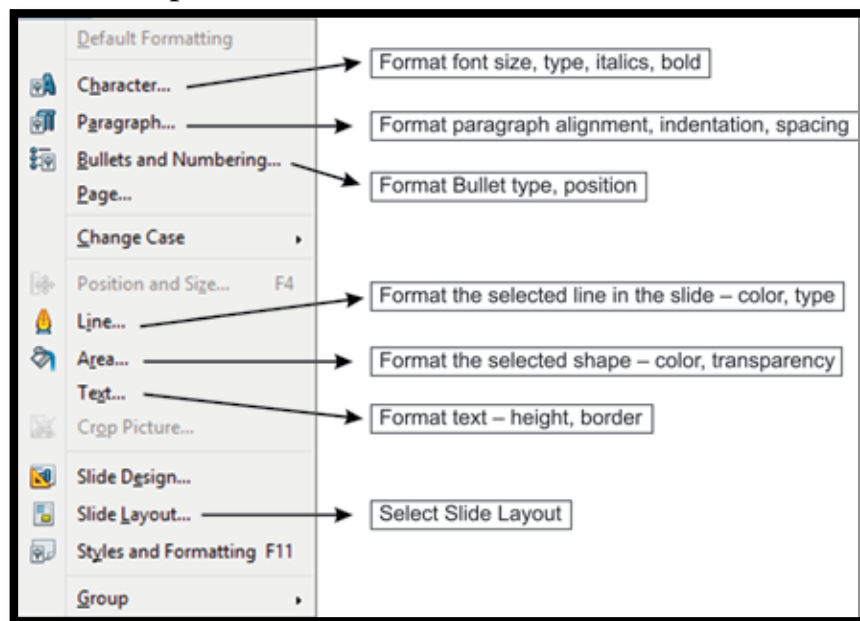 Default Formatting
Character...
Format font size, type, italics, bold
Paragraph...
Format paragraph alignment, indentation, spacing
Bullets and Numbering...
Format Bullet type, position
Page...
Change Case
Position and Size... F4
Format the selected line in the slide – color, type
Line...
Area...
Format the selected shape – color, transparency
Text...
Format text – height, border
Crop Picture...
Slide Design...
Slide Layout...
Select Slide Layout
Styles and Formatting F11
Group